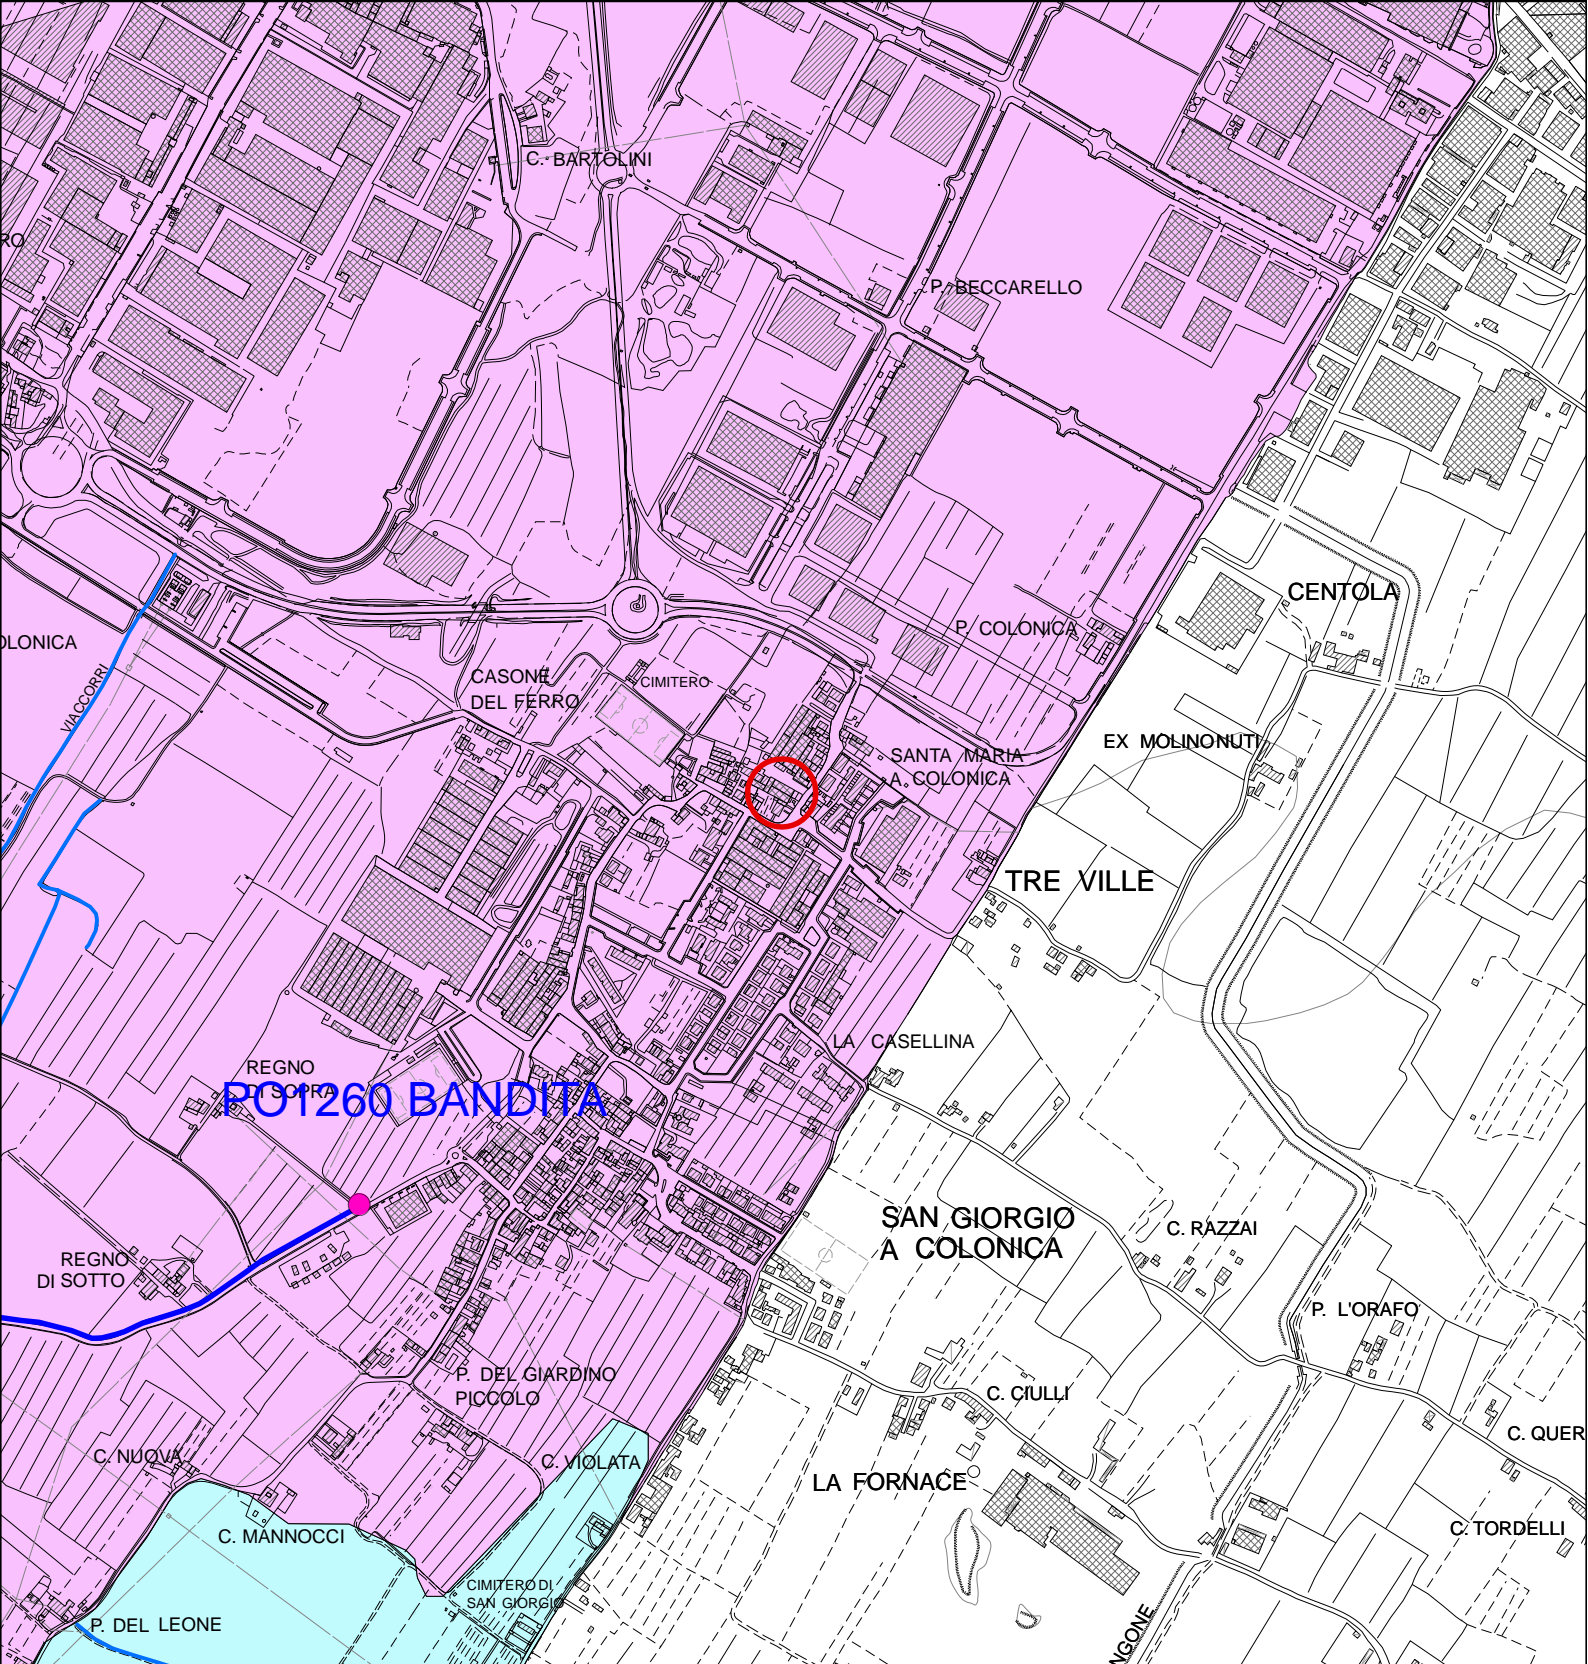 C. BARTOLINI
RO
P. BECCARELLO
CENTOLA
OLONICA
P. COLONICA
VIACCORRI
CASONE
DEL FERRO
CIMITERO
EX MOLINONUTI
SANTA MARIA
A COLONICA
TRE VILLE
LA CASELLINA
REGNO
DI SOPRA
PO1260 BANDITA
SAN GIORGIO
A COLONICA
C. RAZZAI
REGNO
DI SOTTO
P. L'ORAFO
P. DEL GIARDINO
PICCOLO
C. CIULLI
C. QUER
C. NUOVA
C. VIOLATA
LA FORNACE
C. MANNOCCI
C. TORDELLI
CIMITERO DI
SAN GIORGIO
P. DEL LEONE
NGONE